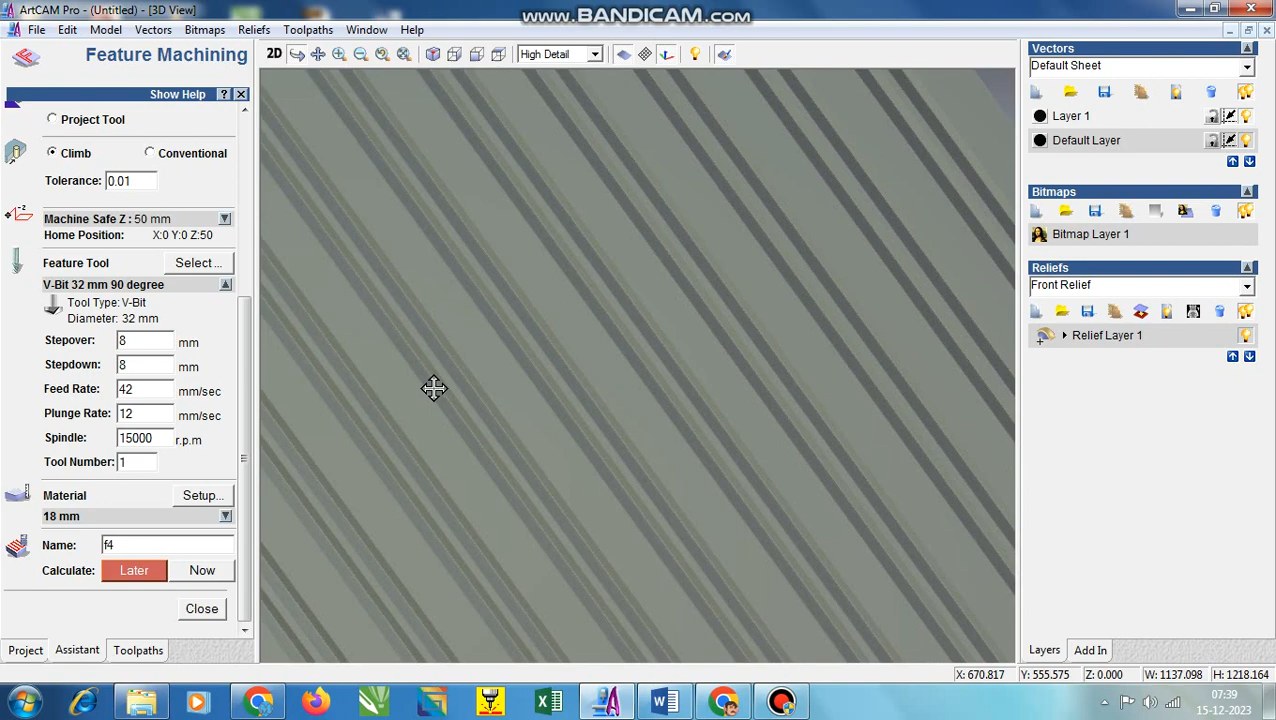 ArtCAM Pro - (Untitled) - [3D View]
www.BANDICAM.com
File Edit Model Vectors Bitmaps Reliefs Toolpaths Window Help
Feature Machining
2D
High Detail
Show Help ? X
Project Tool
Climb Conventional
Tolerance: 0.01
Machine Safe Z : 50 mm
Home Position: X:0 Y:0 Z:50
Feature Tool Select ...
V-Bit 32 mm 90 degree
Tool Type: V-Bit
Diameter: 32 mm
Stepover: 8 mm
Stepdown: 8 mm
Feed Rate: 42 mm/sec
Plunge Rate: 12 mm/sec
Spindle: 15000 r.p.m
Tool Number: 1
Material Setup...
18 mm
Name: f4
Calculate: Later Now
Close
Project Assistant Toolpaths
Vectors
Default Sheet
Layer 1
Default Layer
Bitmaps
Bitmap Layer 1
Reliefs
Front Relief
Relief Layer 1
Layers Add In
X: 670.817 Y: 555.575 Z: 0.000 W: 1137.098 H: 1218.164
07:39
15-12-2023